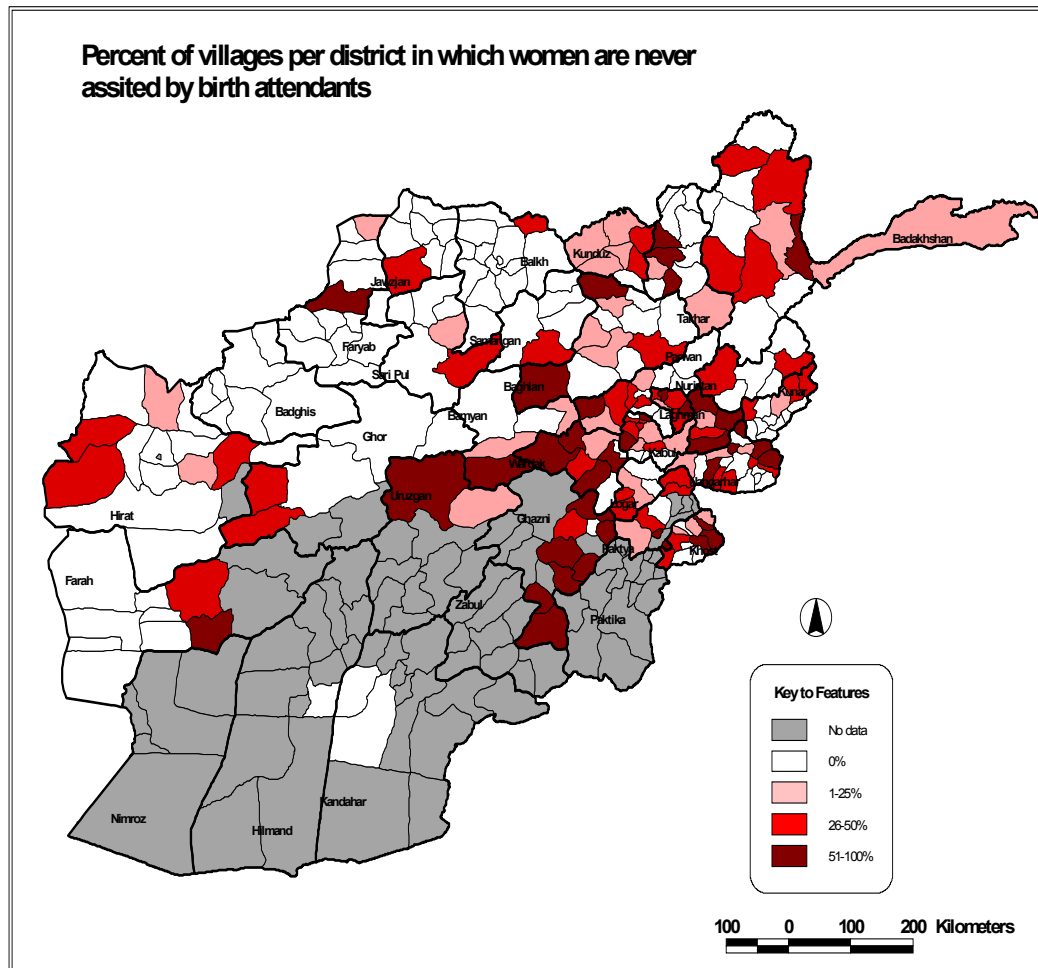 Percent of villages per district in which women are never
assited by birth attendants
Badakhshan
Kunduz
Balkh
Jawzjan
Takhar
Faryab
Samangan
Parwan
Sari Pul
Baghlan
Nuristan
Kunar
Badghis
Bamyan
Laghman
Ghor
Kabul
Wardak
Nangarhar
Uruzgan
Logar
Hirat
Ghazni
Paktya
Khost
Farah
Zabul
Paktika
Kandahar
Nimroz
Hilmand
Key to Features
No data
0%
1-25%
26-50%
51-100%
100 0 100 200 Kilometers